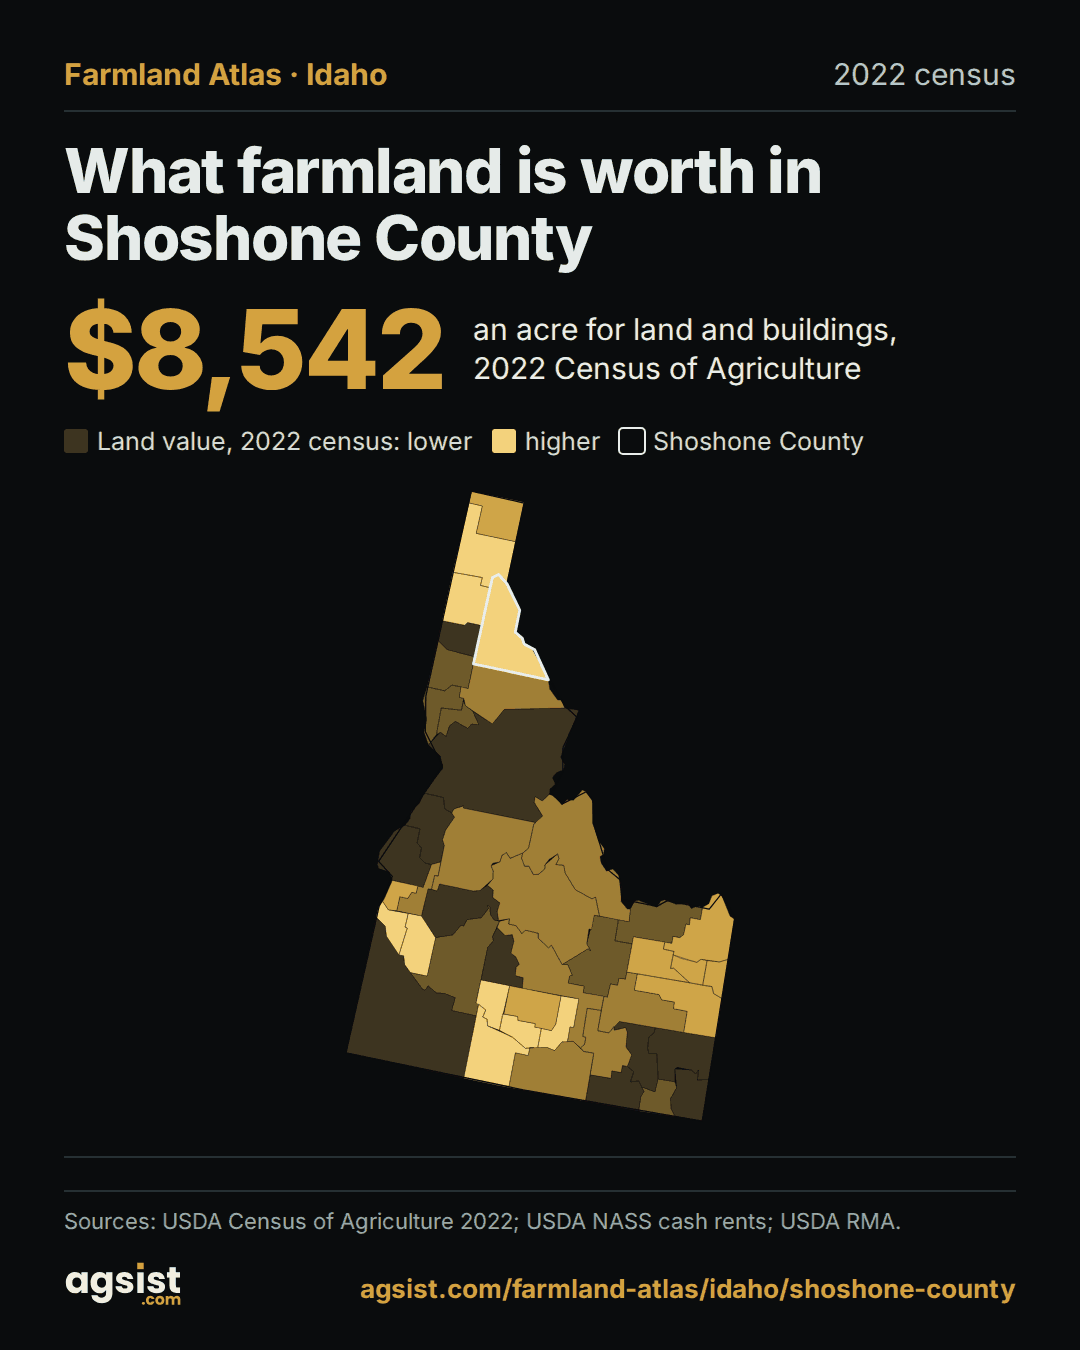 Farmland Atlas · Idaho
2022 census
What farmland is worth in
Shoshone County
$8,542
an acre for land and buildings,
2022 Census of Agriculture
Land value, 2022 census: lower
higher
Shoshone County
Sources: USDA Census of Agriculture 2022; USDA NASS cash rents; USDA RMA.
agsist
.com
agsist.com/farmland-atlas/idaho/shoshone-county